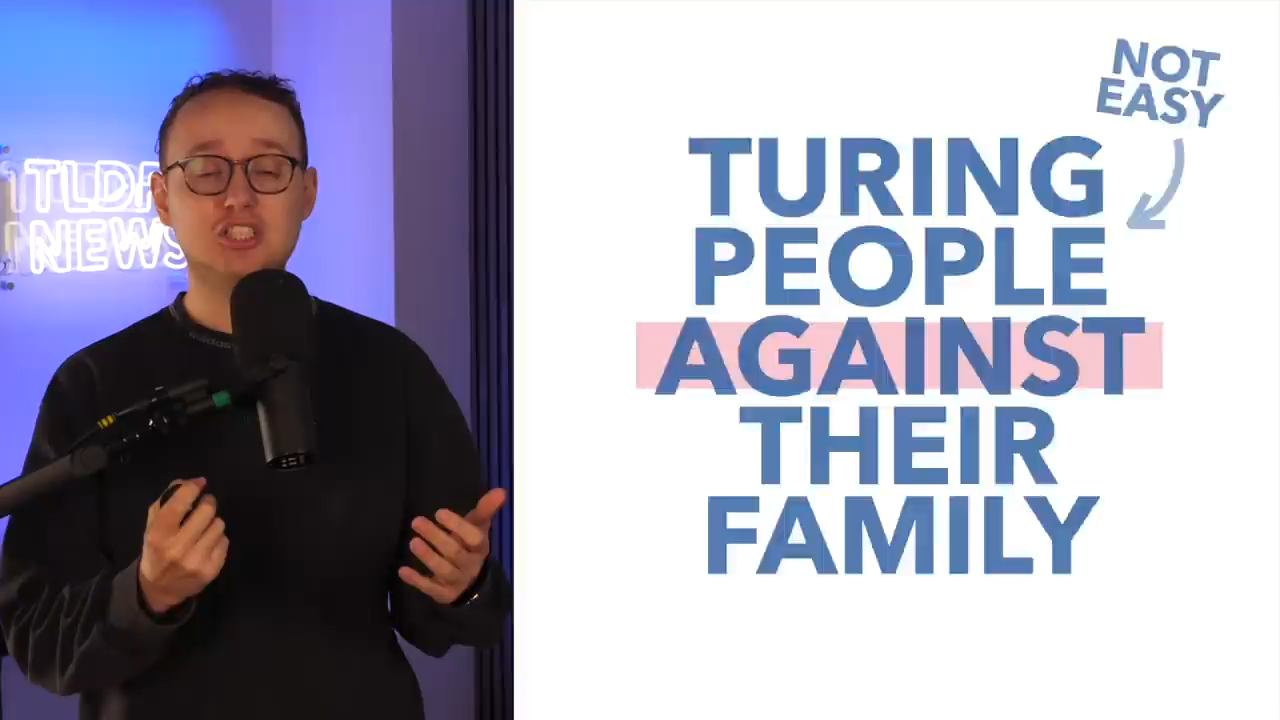 TLDR
NEWS
NOT
EASY
TURING
PEOPLE
AGAINST
THEIR
FAMILY